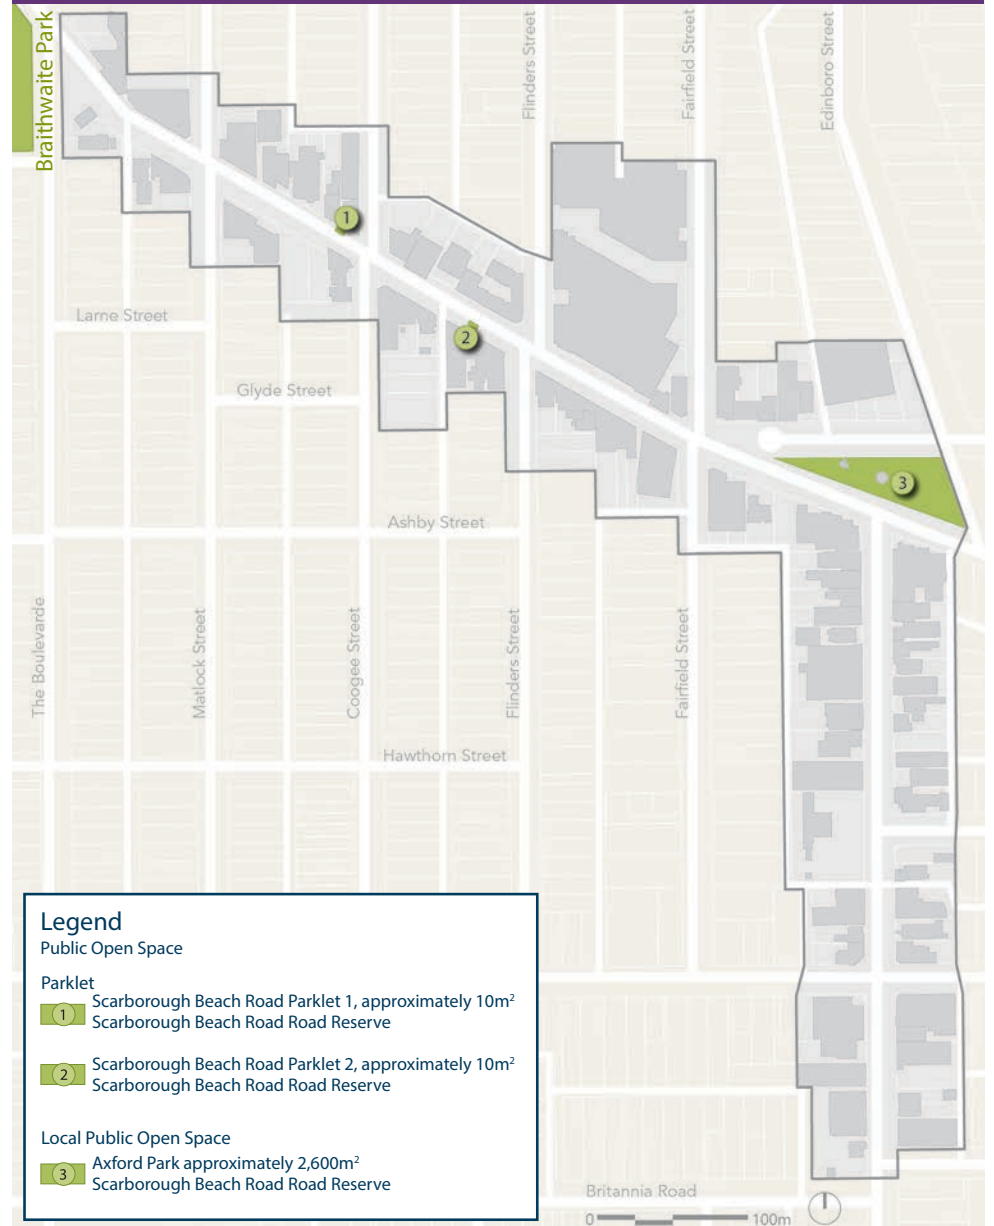 Braithwaite Park
Flinders Street
Fairfield Street
Edinboro Street
1
2
3
Larne Street
Glyde Street
Ashby Street
The Boulevarde
Matlock Street
Coogee Street
Flinders Street
Fairfield Street
Hawthorn Street
Legend
Public Open Space
Parklet
1
Scarborough Beach Road Parklet 1, approximately 10m²
Scarborough Beach Road Road Reserve
2
Scarborough Beach Road Parklet 2, approximately 10m²
Scarborough Beach Road Road Reserve
Local Public Open Space
3
Axford Park approximately 2,600m²
Scarborough Beach Road Road Reserve
Britannia Road
0 100m